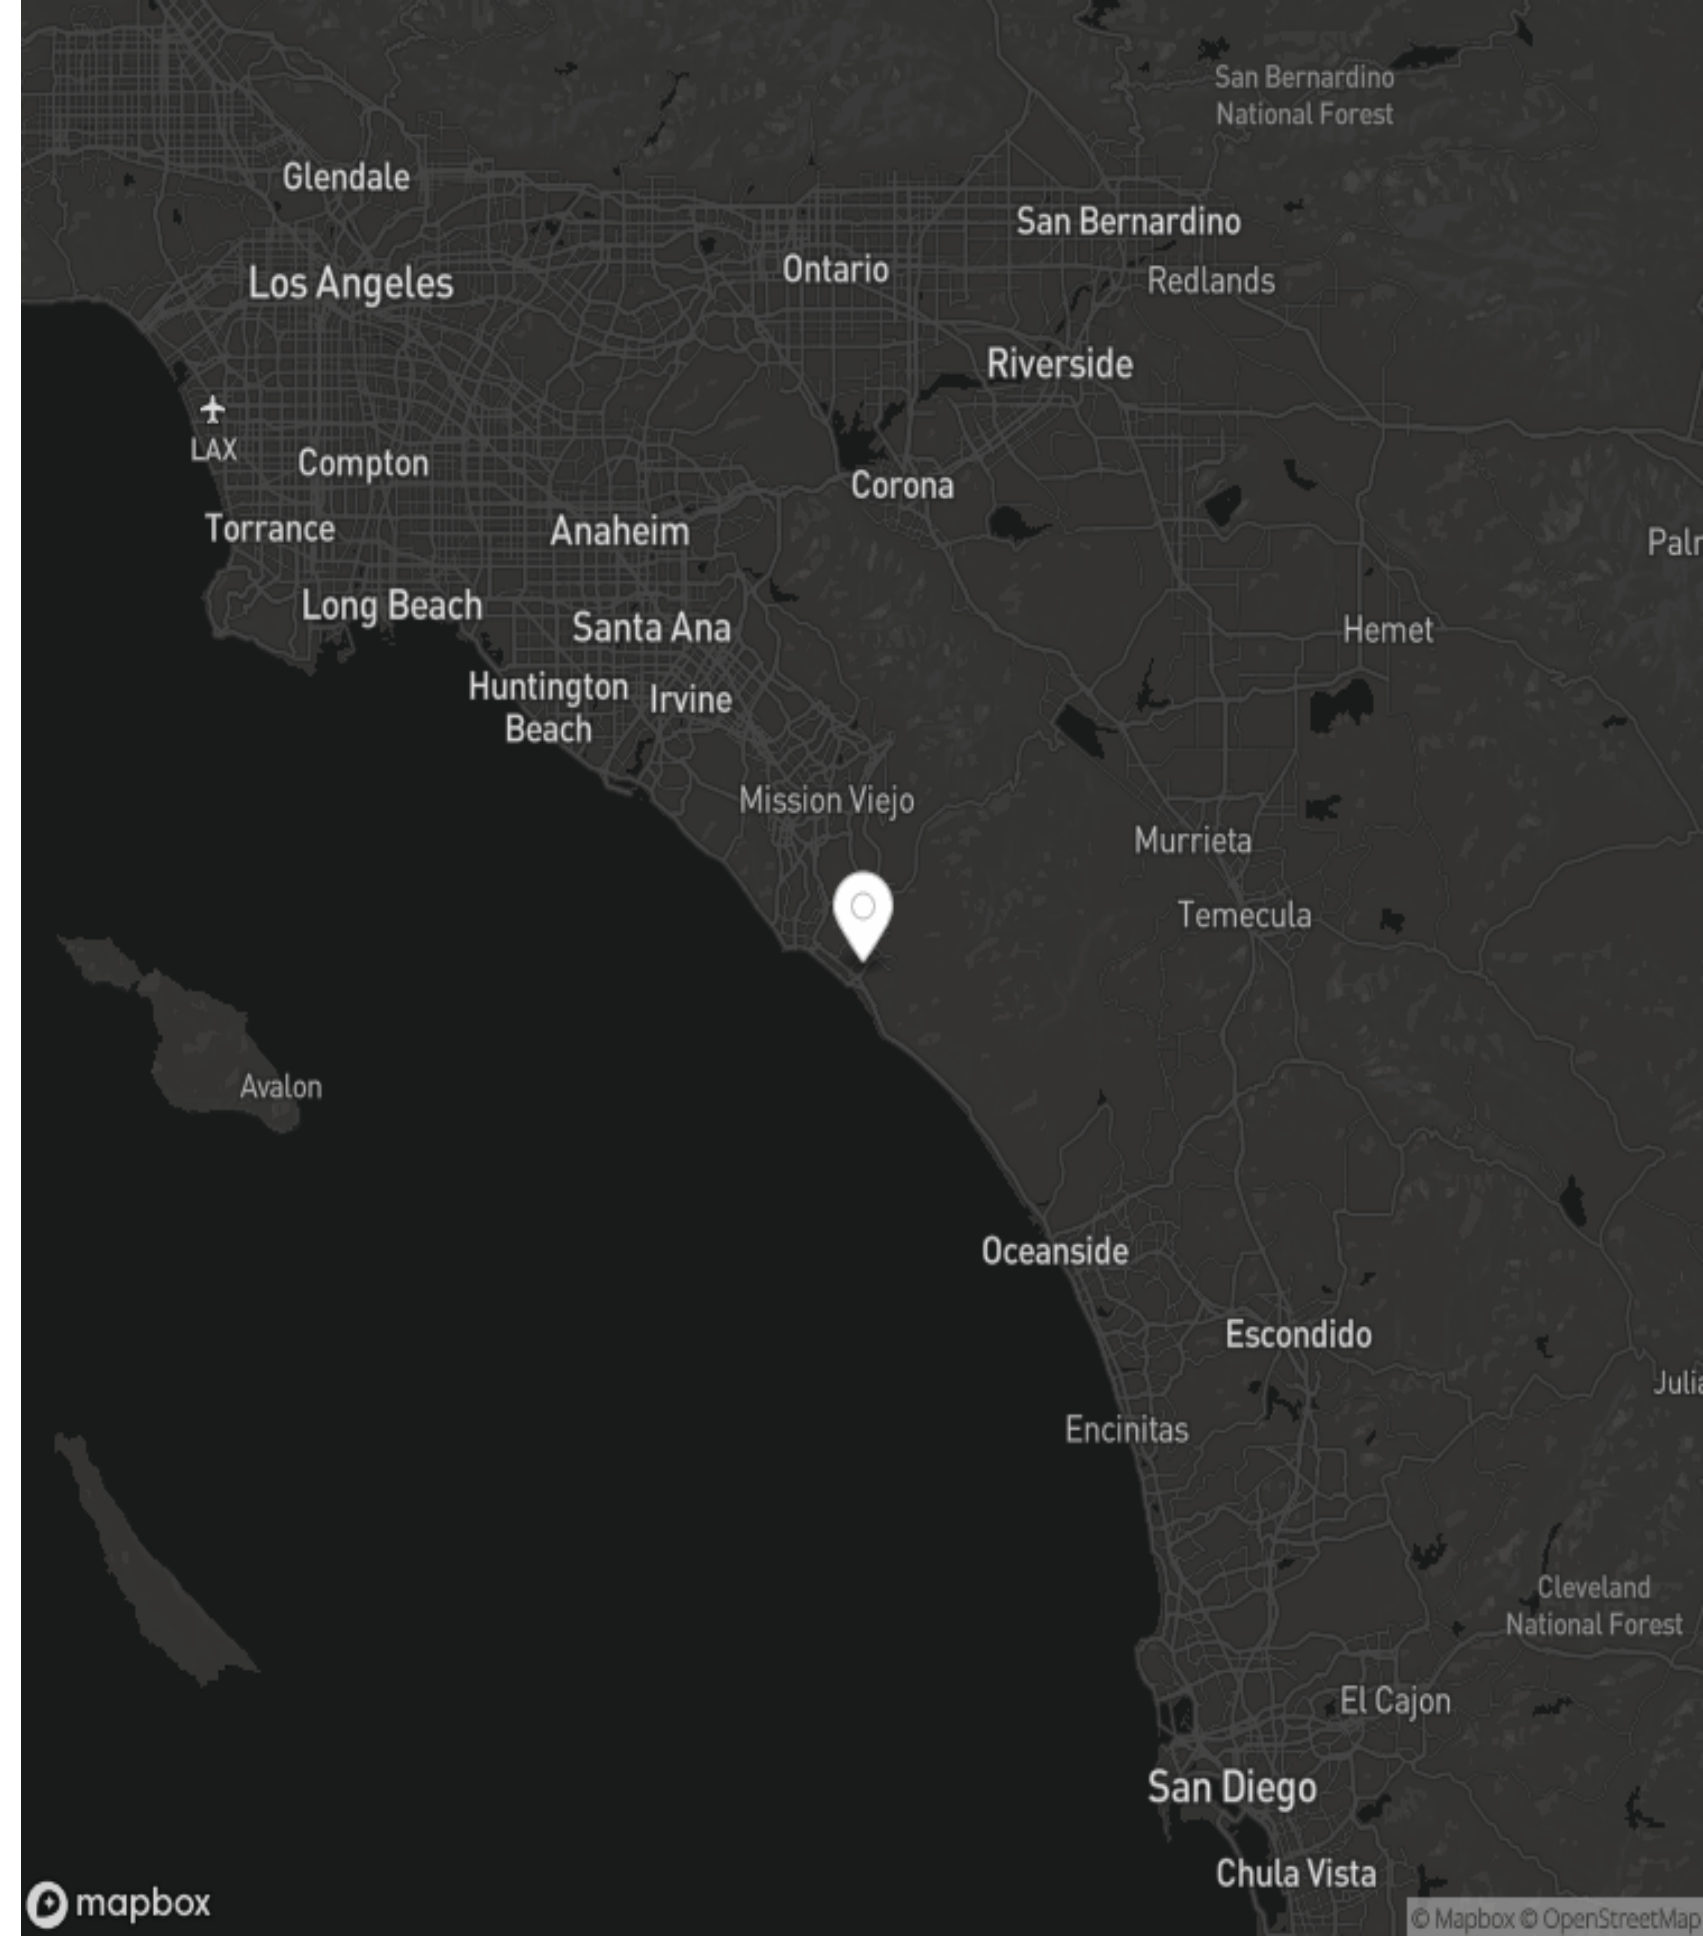 San Bernardino
National Forest
Glendale
San Bernardino
Ontario
Los Angeles
Redlands
Riverside
LAX
Compton
Corona
Torrance
Anaheim
Palr
Long Beach
Santa Ana
Hemet
Huntington
Beach
Irvine
Mission Viejo
Murrieta
Temecula
Avalon
Oceanside
Escondido
Julia
Encinitas
Cleveland
National Forest
El Cajon
San Diego
Chula Vista
mapbox
© Mapbox © OpenStreetMap